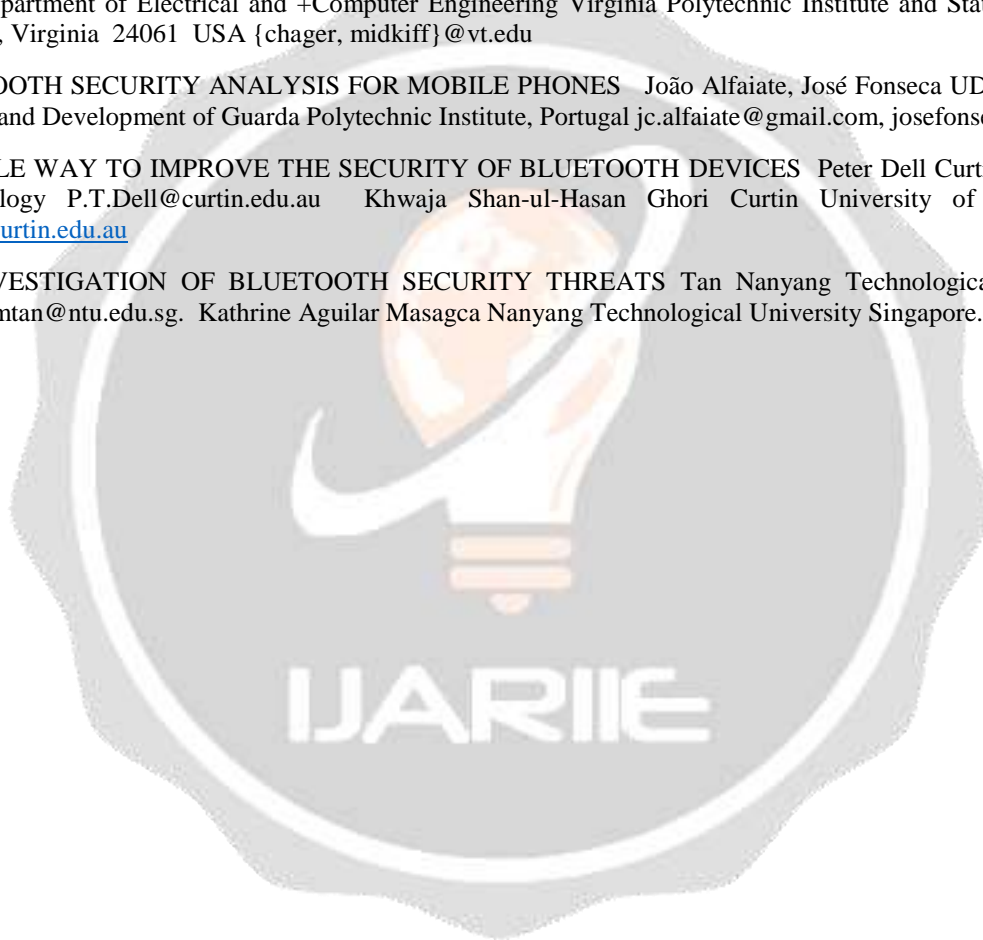 partment of Electrical and +Computer Engineering Virginia Polytechnic Institute and Stat
, Virginia 24061 USA {chager, midkiff}@vt.edu
OOTH SECURITY ANALYSIS FOR MOBILE PHONES João Alfaiate, José Fonseca UD
and Development of Guarda Polytechnic Institute, Portugal jc.alfaiate@gmail.com, josefonse
LE WAY TO IMPROVE THE SECURITY OF BLUETOOTH DEVICES Peter Dell Curti
logy P.T.Dell@curtin.edu.au Khwaja Shan-ul-Hasan Ghori Curtin University of
urtin.edu.au
VESTIGATION OF BLUETOOTH SECURITY THREATS Tan Nanyang Technologica
mtan@ntu.edu.sg. Kathrine Aguilar Masagca Nanyang Technological University Singapore.
IJARIIE